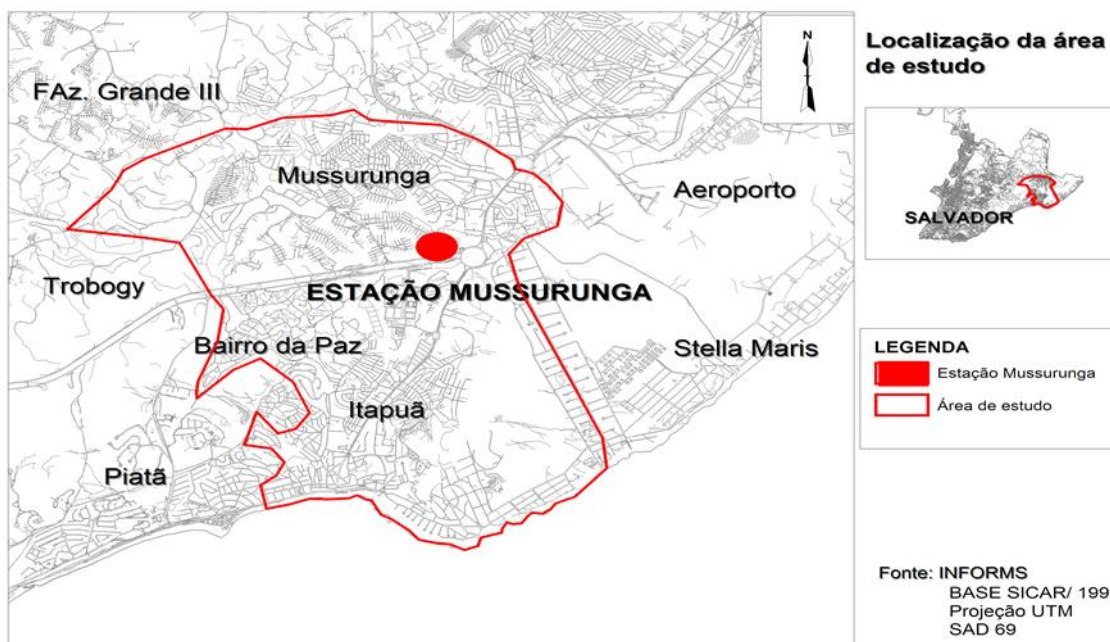 FAz. Grande III
Mussurunga
Aeroporto
Trobogy
ESTAÇÃO MUSSURUNGA
Bairro da Paz
Stella Maris
Itapuã
Piatã
N
Localização da área
de estudo
SALVADOR
LEGENDA
Estação Mussurunga
Área de estudo
Fonte: INFORMS
BASE SICAR/ 199
Projeção UTM
SAD 69